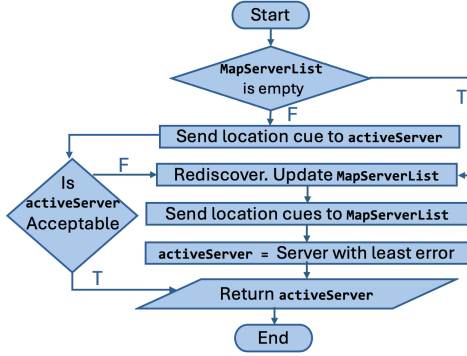 Start
MapServerList
is empty
T
F
Send location cue to activeServer
Is
activeServer
Acceptable
F
Rediscover. Update MapServerList
Send location cues to MapServerList
activeServer = Server with least error
T
Return activeServer
End